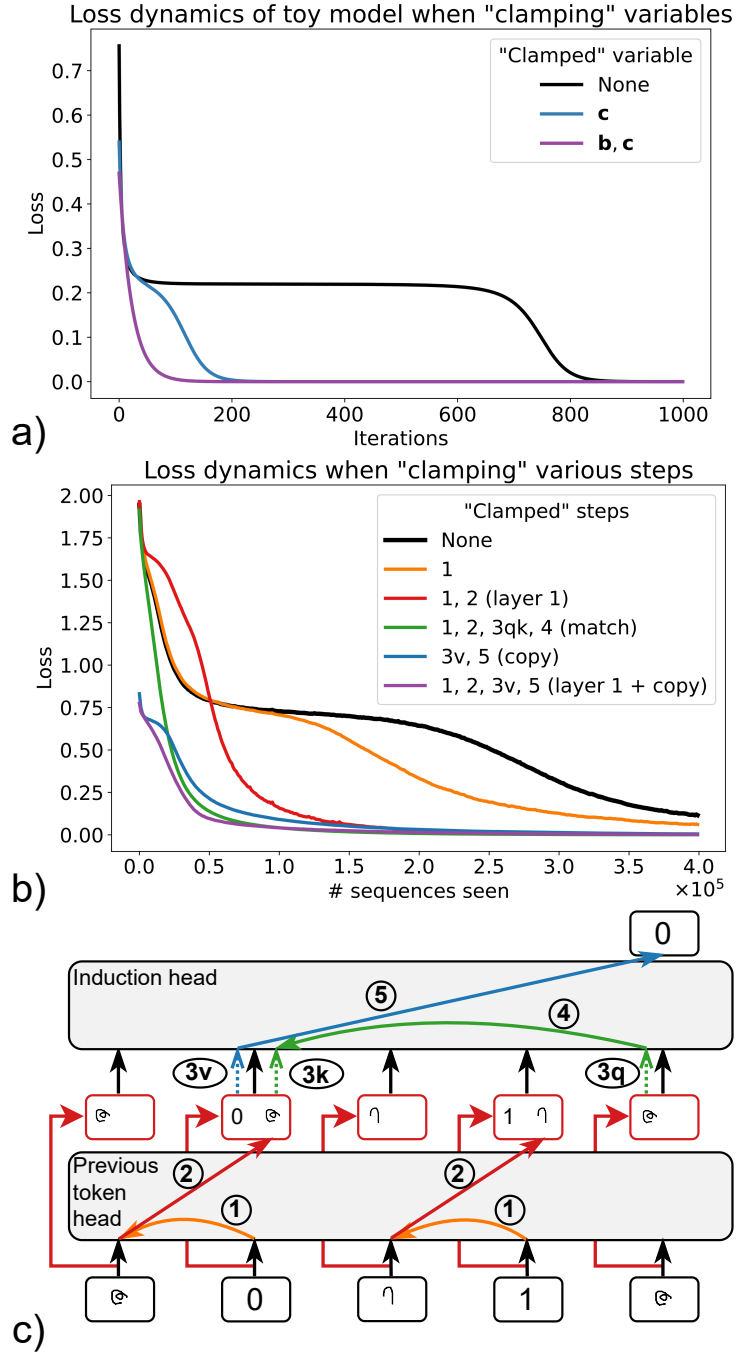 Loss dynamics of toy model when "clamping" variables
"Clamped" variable
None
c
b, c
Loss
0.7
0.6
0.5
0.4
0.3
0.2
0.1
0.0
0 200 400 600 800 1000
Iterations
a)
Loss dynamics when "clamping" various steps
"Clamped" steps
None
1
1, 2 (layer 1)
1, 2, 3qk, 4 (match)
3v, 5 (copy)
1, 2, 3v, 5 (layer 1 + copy)
Loss
2.00
1.75
1.50
1.25
1.00
0.75
0.50
0.25
0.00
0.0 0.5 1.0 1.5 2.0 2.5 3.0 3.5 4.0
# sequences seen
×10⁵
b)
0
Induction head
5
4
3v 3k 3q
0 1
Previous
token
head
2 2
1 1
0 1
c)